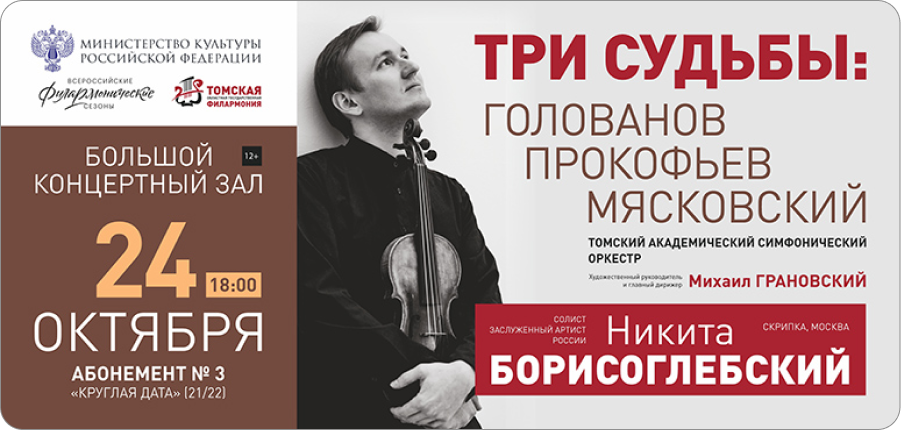 МИНИСТЕРСТВО КУЛЬТУРЫ
РОССИЙСКОЙ ФЕДЕРАЦИИ
ВСЕРОССИЙСКИЕ
Филармонические
СЕЗОНЫ
ТОМСКАЯ
ОБЛАСТНАЯ ГОСУДАРСТВЕННАЯ
ФИЛАРМОНИЯ
БОЛЬШОЙ
12+
КОНЦЕРТНЫЙ ЗАЛ
24
18:00
ОКТЯБРЯ
АБОНЕМЕНТ № 3
«КРУГЛАЯ ДАТА» (21/22)
ТРИ СУДЬБЫ:
ГОЛОВАНОВ
ПРОКОФЬЕВ
МЯСКОВСКИЙ
ТОМСКИЙ АКАДЕМИЧЕСКИЙ СИМФОНИЧЕСКИЙ
ОРКЕСТР
Художественный руководитель
и главный дирижер
Михаил ГРАНОВСКИЙ
СОЛИСТ
ЗАСЛУЖЕННЫЙ АРТИСТ
РОССИИ
Никита
СКРИПКА, МОСКВА
БОРИСОГЛЕБСКИЙ